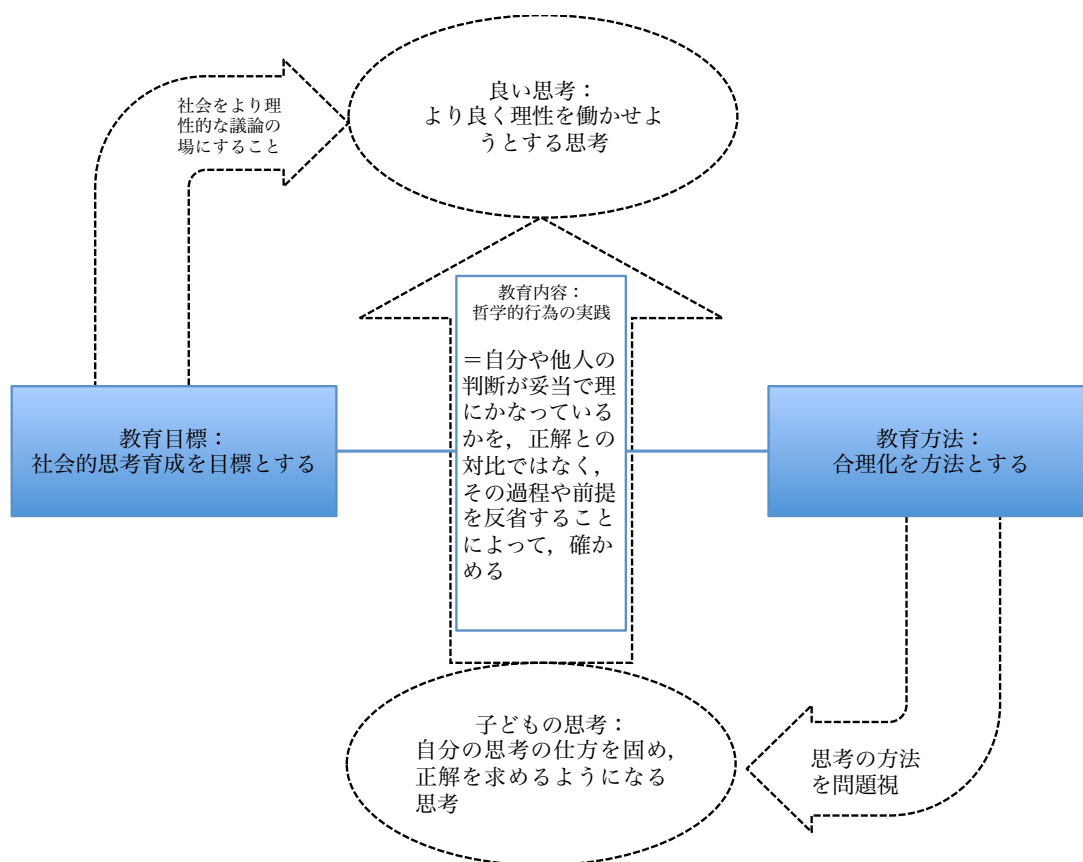 良い思考：
より良く理性を働かせよ
うとする思考
社会をより理
性的な議論の
場にすること
教育内容：
哲学的行為の実践
＝自分や他人の
判断が妥当で理
にかなっている
かを，正解との
対比ではなく，
その過程や前提
を反省すること
によって，確か
める
教育目標：
社会的思考育成を目標とする
教育方法：
合理化を方法とする
子どもの思考：
自分の思考の仕方を固め，
正解を求めるようになる
思考
思考の方法
を問題視